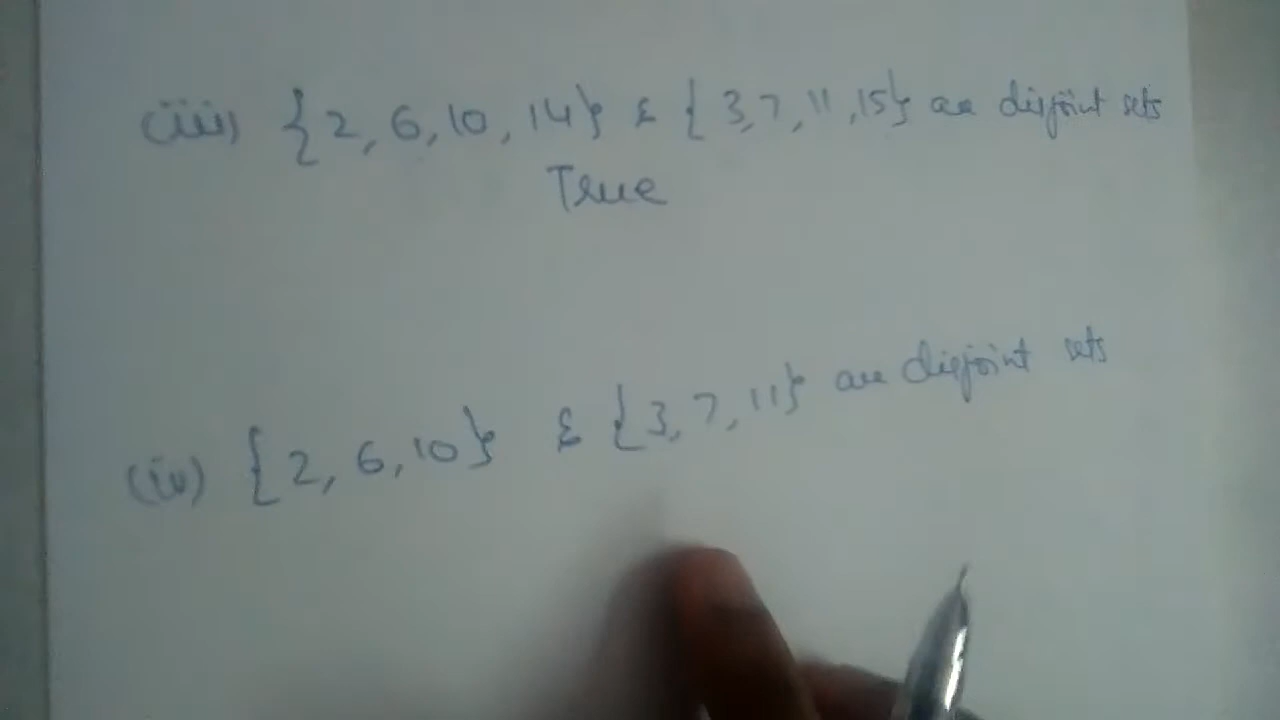 (iii) {2, 6, 10, 14} & {3, 7, 11, 15} are disjoint sets
True
(iv) {2, 6, 10} & {3, 7, 11} are disjoint sets